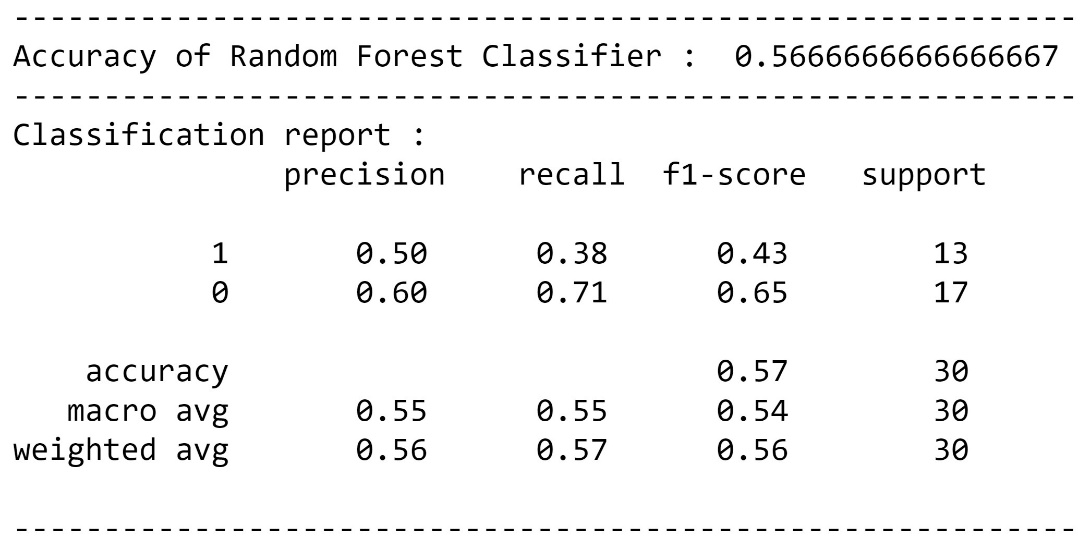 ------------------------------------------------------------
Accuracy of Random Forest Classifier :  0.5666666666666667
------------------------------------------------------------
Classification report :
               precision    recall  f1-score   support

           1       0.50      0.38      0.43        13
           0       0.60      0.71      0.65        17

    accuracy                           0.57        30
   macro avg       0.55      0.55      0.54        30
weighted avg       0.56      0.57      0.56        30

------------------------------------------------------------